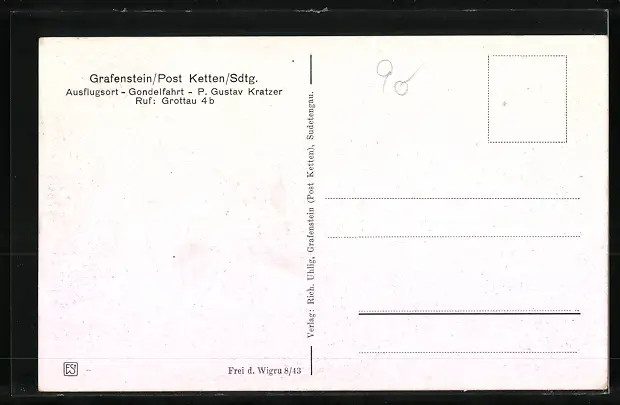 Grafenstein/Post Ketten/Sdtg.
Ausflugsort - Gondelfahrt - P. Gustav Kratzer
Ruf: Grottau 4b
90
Verlag: Rich. Uhlig, Grafenstein (Post Ketten), Sudetengau.
Frei d. Wigru 8/43